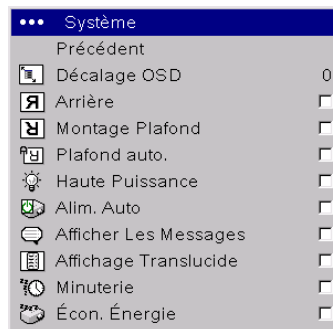 ••• Système
Précédent
Décalage OSD 0
Arrière
Montage Plafond
Plafond auto.
Haute Puissance
Alim. Auto
Afficher Les Messages
Affichage Translucide
Minuterie
Écon. Énergie